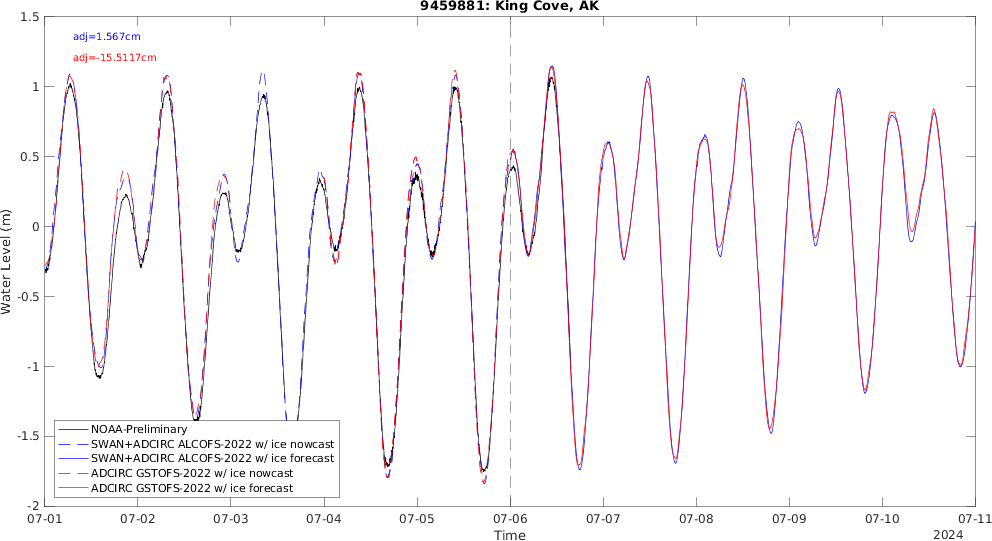 9459881: King Cove, AK
adj=1.567cm
adj=-15.5117cm
Water Level (m)
1.5
1
0.5
0
-0.5
-1
-1.5
-2
NOAA-Preliminary
SWAN+ADCIRC ALCOFS-2022 w/ ice nowcast
SWAN+ADCIRC ALCOFS-2022 w/ ice forecast
ADCIRC GSTOFS-2022 w/ ice nowcast
ADCIRC GSTOFS-2022 w/ ice forecast
07-01 07-02 07-03 07-04 07-05 07-06 07-07 07-08 07-09 07-10 07-11
Time
2024